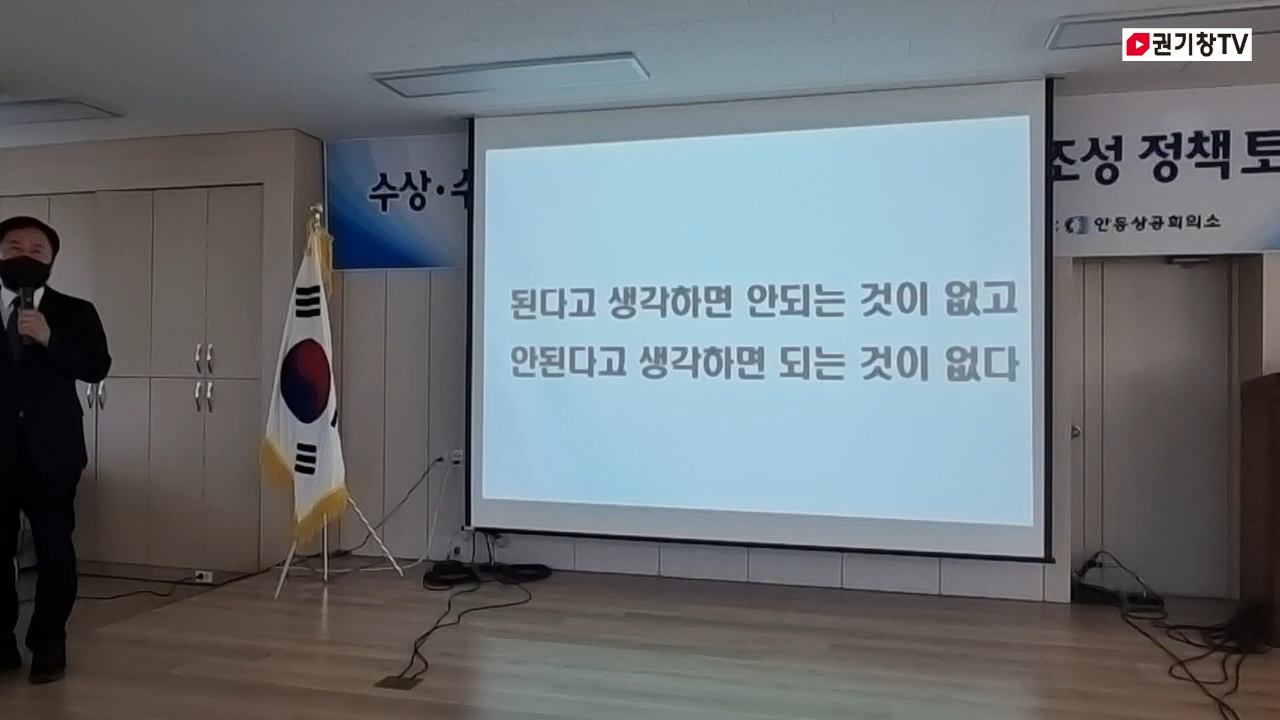 권기창TV
수상·
조성 정책
안동상공회의소
된다고 생각하면 안되는 것이 없고
안된다고 생각하면 되는 것이 없다